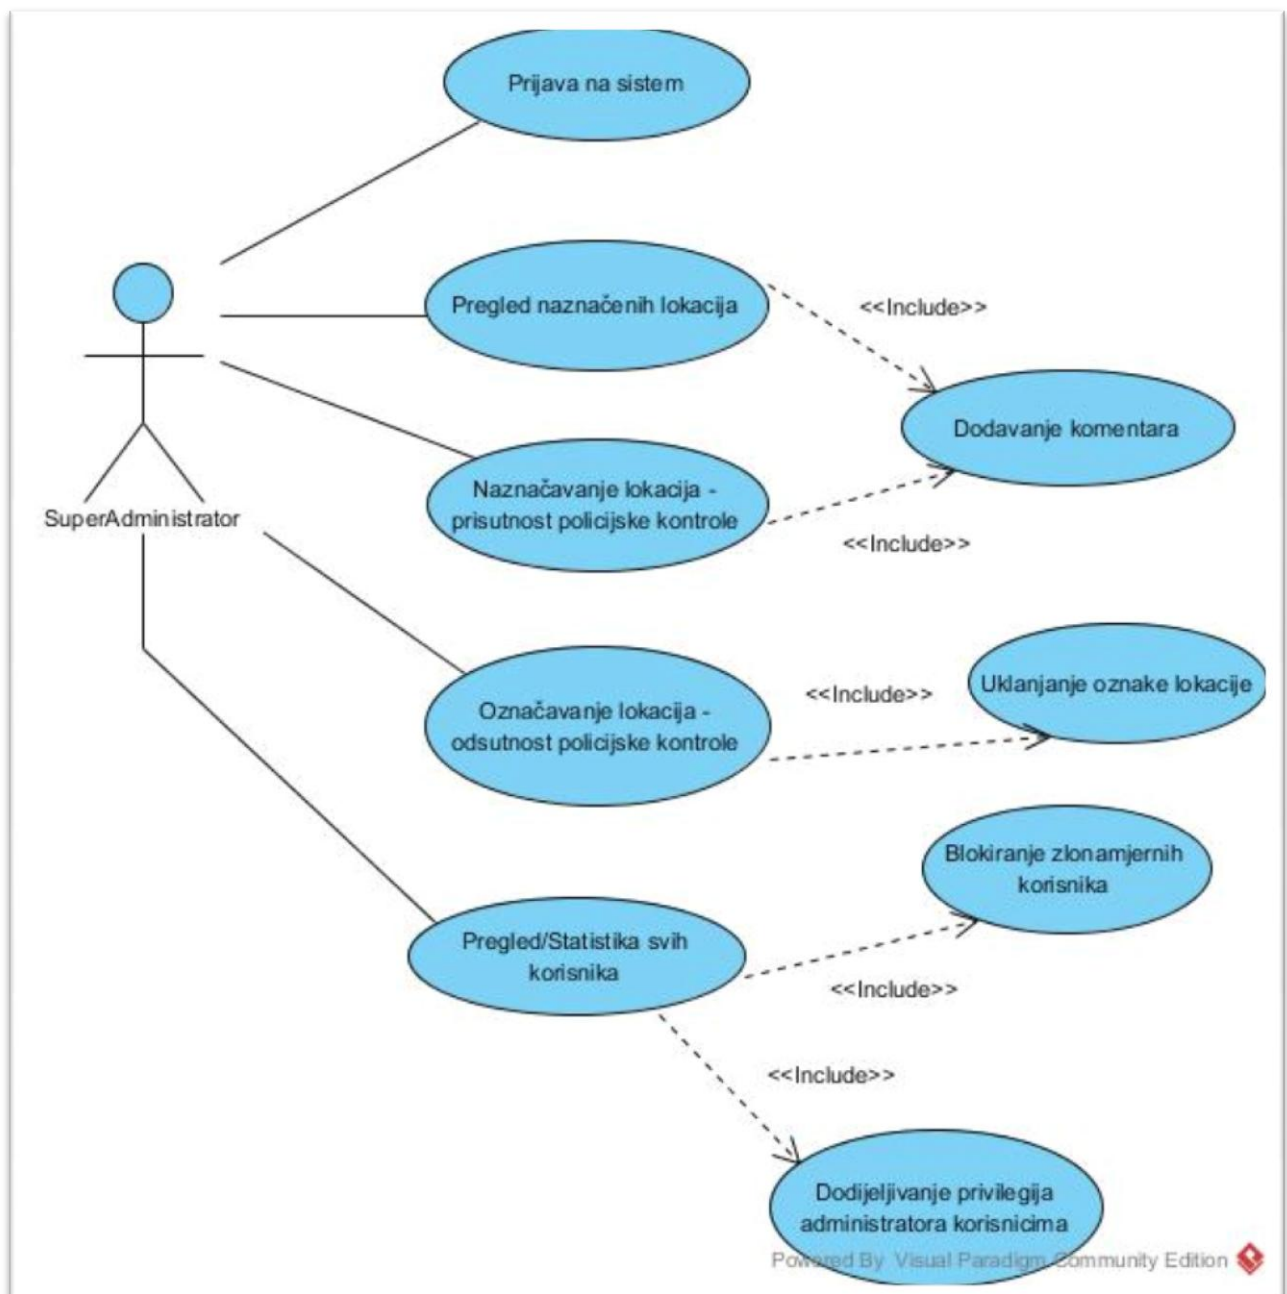 Prijava na sistem
Pregled naznačenih lokacija
<<Include>>
Dodavanje komentara
Naznačavanje lokacija -
prisutnost policijske kontrole
<<Include>>
SuperAdministrator
Uklanjanje oznake lokacije
<<Include>>
Označavanje lokacija -
odsutnost policijske kontrole
Blokiranje zlonamjernih
korisnika
Pregled/Statistika svih
korisnika
<<Include>>
<<Include>>
Dodijeljivanje privilegija
administratora korisnicima
Powered By Visual Paradigm Community Edition